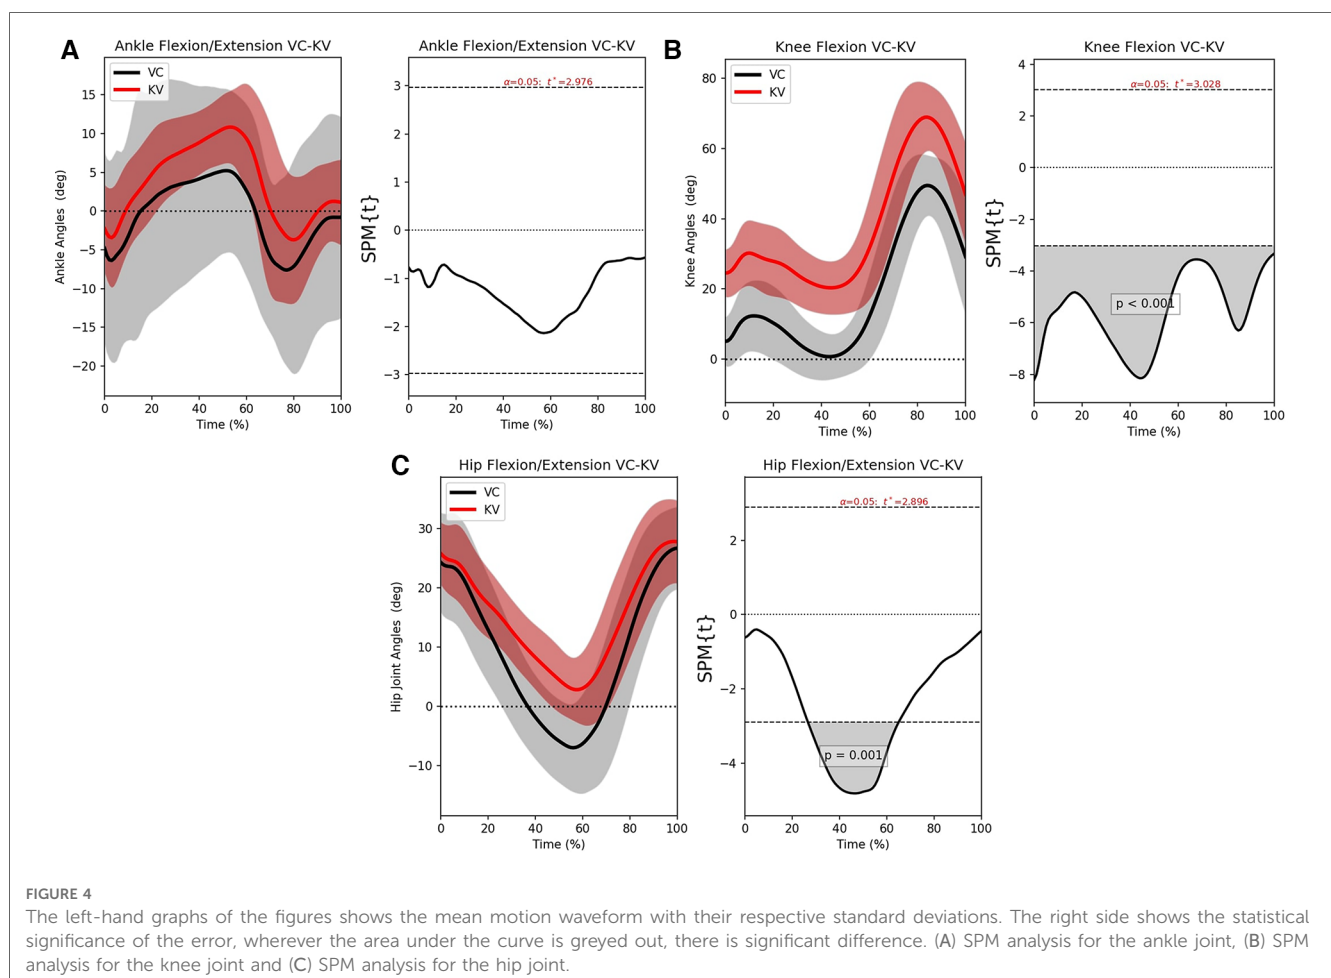 A
Ankle Flexion/Extension VC-KV
VC
KV
15
10
5
0
−5
−10
−15
−20
Ankle Angles (deg)
0 20 40 60 80 100
Time (%)
Ankle Flexion/Extension VC-KV
α=0.05: t*=2.976
3
2
1
0
−1
−2
−3
SPM{t}
0 20 40 60 80 100
Time (%)
B
Knee Flexion VC-KV
VC
KV
80
60
40
20
0
Knee Angles (deg)
0 20 40 60 80 100
Time (%)
Knee Flexion VC-KV
α=0.05: t*=3.028
4
2
0
−2
−4
−6
−8
SPM{t}
p < 0.001
0 20 40 60 80 100
Time (%)
C
Hip Flexion/Extension VC-KV
VC
KV
30
20
10
0
−10
Hip Joint Angles (deg)
0 20 40 60 80 100
Time (%)
Hip Flexion/Extension VC-KV
α=0.05: t*=2.896
2
0
−2
−4
SPM{t}
p = 0.001
0 20 40 60 80 100
Time (%)
FIGURE 4
The left-hand graphs of the figures shows the mean motion waveform with their respective standard deviations. The right side shows the statistical
significance of the error, wherever the area under the curve is greyed out, there is significant difference. (A) SPM analysis for the ankle joint, (B) SPM
analysis for the knee joint and (C) SPM analysis for the hip joint.